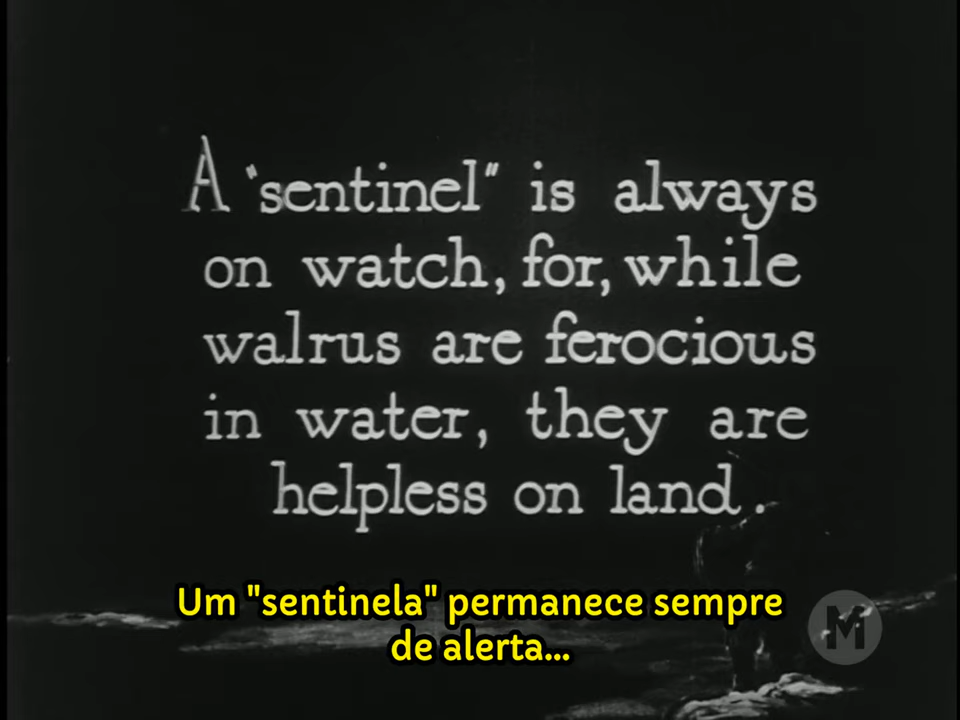 A "sentinel" is always
on watch, for, while
walrus are ferocious
in water, they are
helpless on land.
Um "sentinela" permanece sempre
de alerta...
M